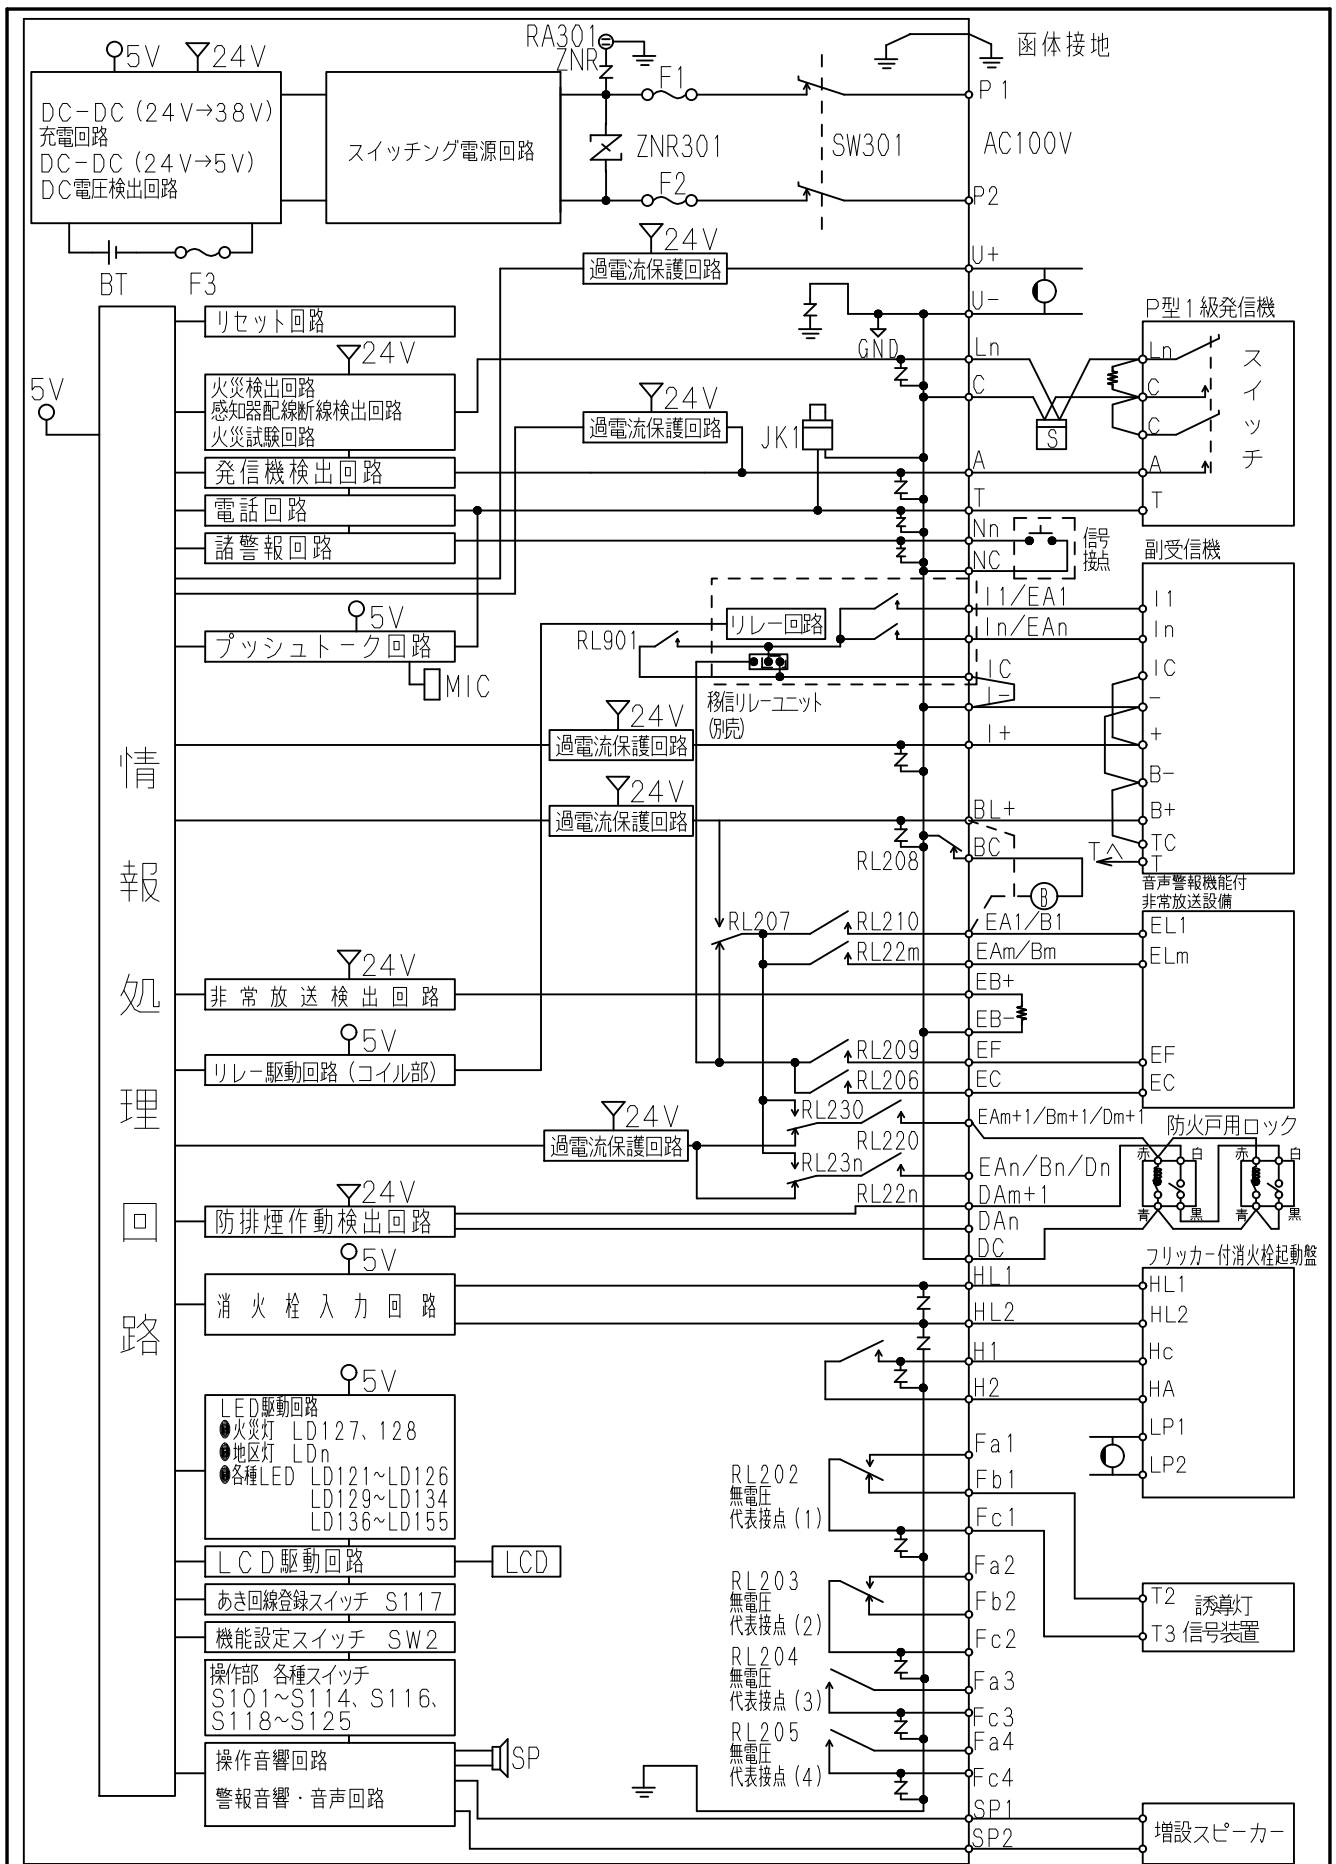 RA301
ZNR
函体接地
5V
24V
F1
P1
DC-DC(24V→38V)
充電回路
DC-DC(24V→5V)
DC電圧検出回路
スイッチング電源回路
ZNR301
SW301
AC100V
F2
P2
BT
F3
24V
過電流保護回路
U+
U-
GND
P型1級発信機
リセット回路
24V
5V
火災検出回路
感知器配線断線検出回路
火災試験回路
Ln
C
Ln
C
C
A
T
スイッチ
S
24V
過電流保護回路
JK1
発信機検出回路
A
電話回路
T
諸警報回路
Nn
NC
信号
接点
副受信機
5V
プッシュトーク回路
MIC
RL901
リレー回路
I1/EA1
In/EAn
IC
I-
移信リレーユニット
(別売)
I1
In
IC
-
+
B-
B+
TC
T
24V
過電流保護回路
I+
24V
過電流保護回路
BL+
BC
RL208
Tへ
B
音声警報機能付
非常放送設備
RL207
RL210
EA1/B1
EL1
RL22m
EAm/Bm
ELm
情報処理回路
24V
非常放送検出回路
EB+
EB-
5V
リレー駆動回路(コイル部)
RL209
EF
EF
RL206
EC
EC
24V
過電流保護回路
RL230
RL220
EAm+1/Bm+1/Dm+1
防火戸用ロック
赤
白
赤
白
青
黒
青
黒
RL23n
RL22n
EAn/Bn/Dn
24V
防排煙作動検出回路
DAm+1
DAn
DC
フリッカー付消火栓起動盤
5V
消火栓入力回路
HL1
HL1
HL2
HL2
H1
Hc
H2
HA
LP1
LP2
5V
LED駆動回路
●火災灯 LD127、128
●地区灯 LDn
●各種LED LD121~LD126
LD129~LD134
LD136~LD155
RL202
無電圧
代表接点(1)
Fa1
Fb1
Fc1
LCD駆動回路
LCD
あき回線登録スイッチ S117
機能設定スイッチ SW2
RL203
無電圧
代表接点(2)
Fa2
Fb2
Fc2
T2
誘導灯
T3
信号装置
操作部 各種スイッチ
S101~S114、S116、
S118~S125
RL204
無電圧
代表接点(3)
Fa3
Fc3
操作音響回路
警報音響・音声回路
SP
RL205
無電圧
代表接点(4)
Fa4
Fc4
SP1
SP2
増設スピーカー